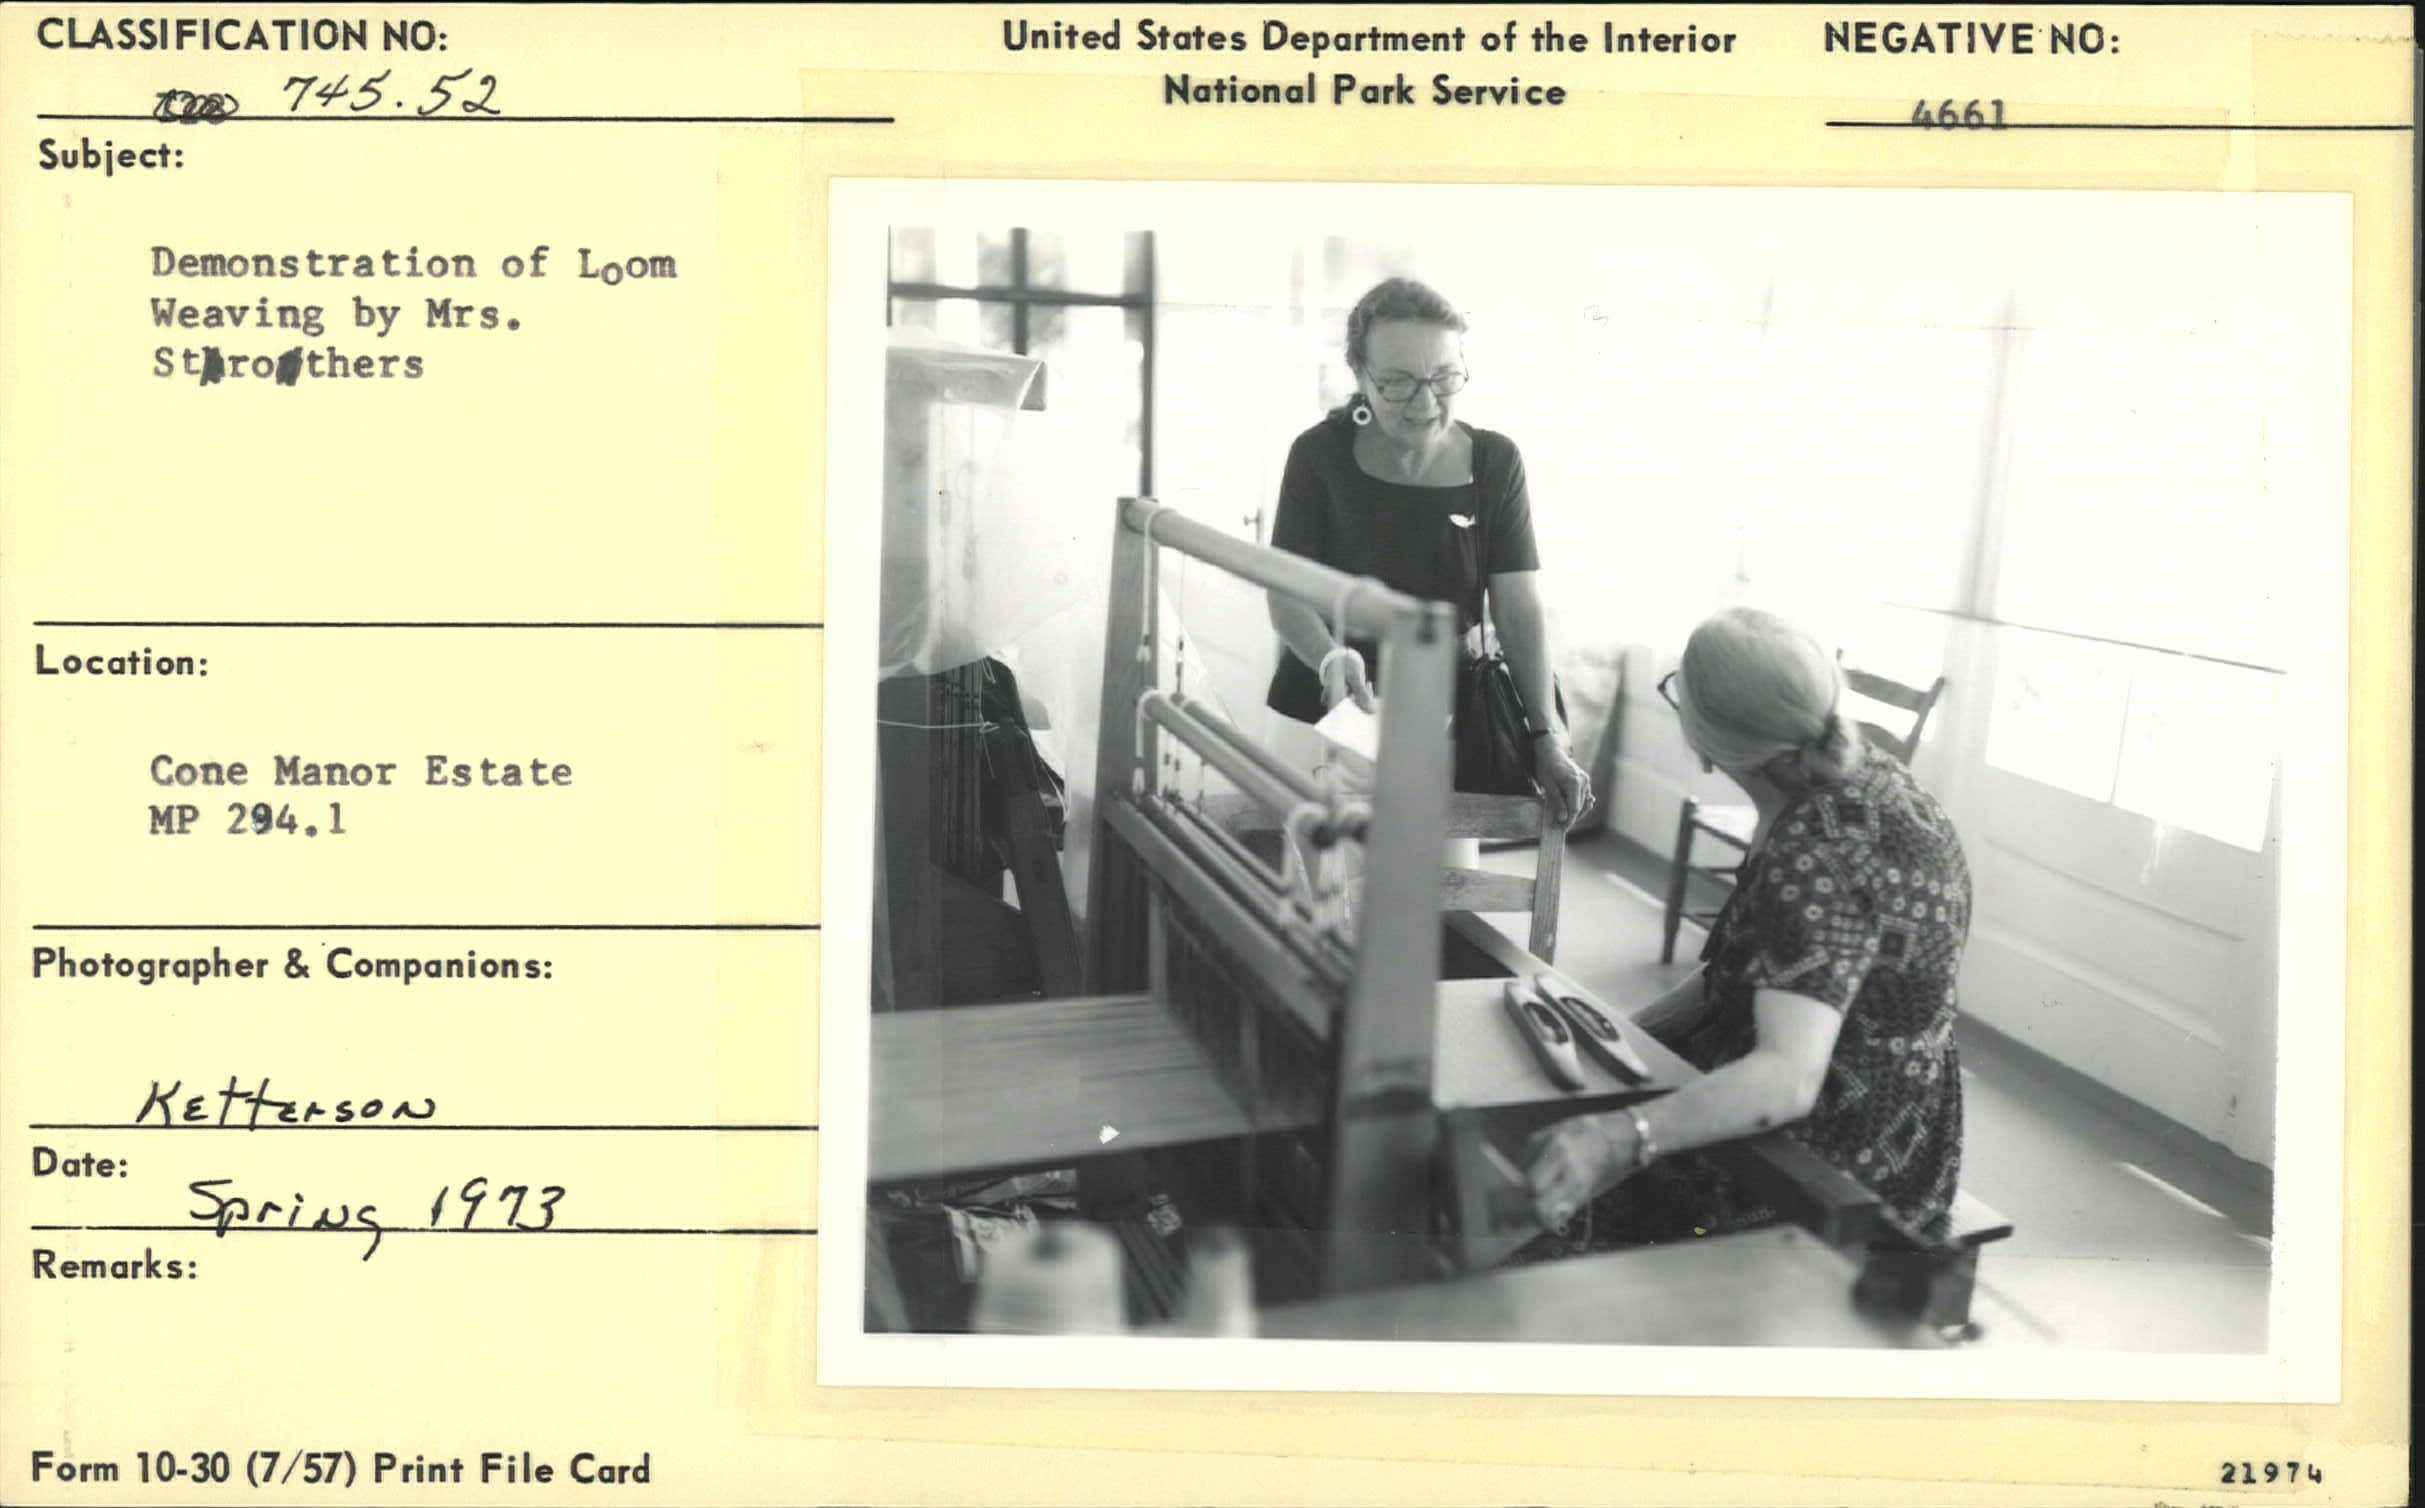 CLASSIFICATION NO:
745.52
United States Department of the Interior
National Park Service
NEGATIVE NO:
4661
Subject:
Demonstration of Loom
Weaving by Mrs.
Strothers
Location:
Cone Manor Estate
MP 294.1
Photographer & Companions:
Ketterson
Date:
Spring 1973
Remarks:
Form 10-30 (7/57) Print File Card
21974